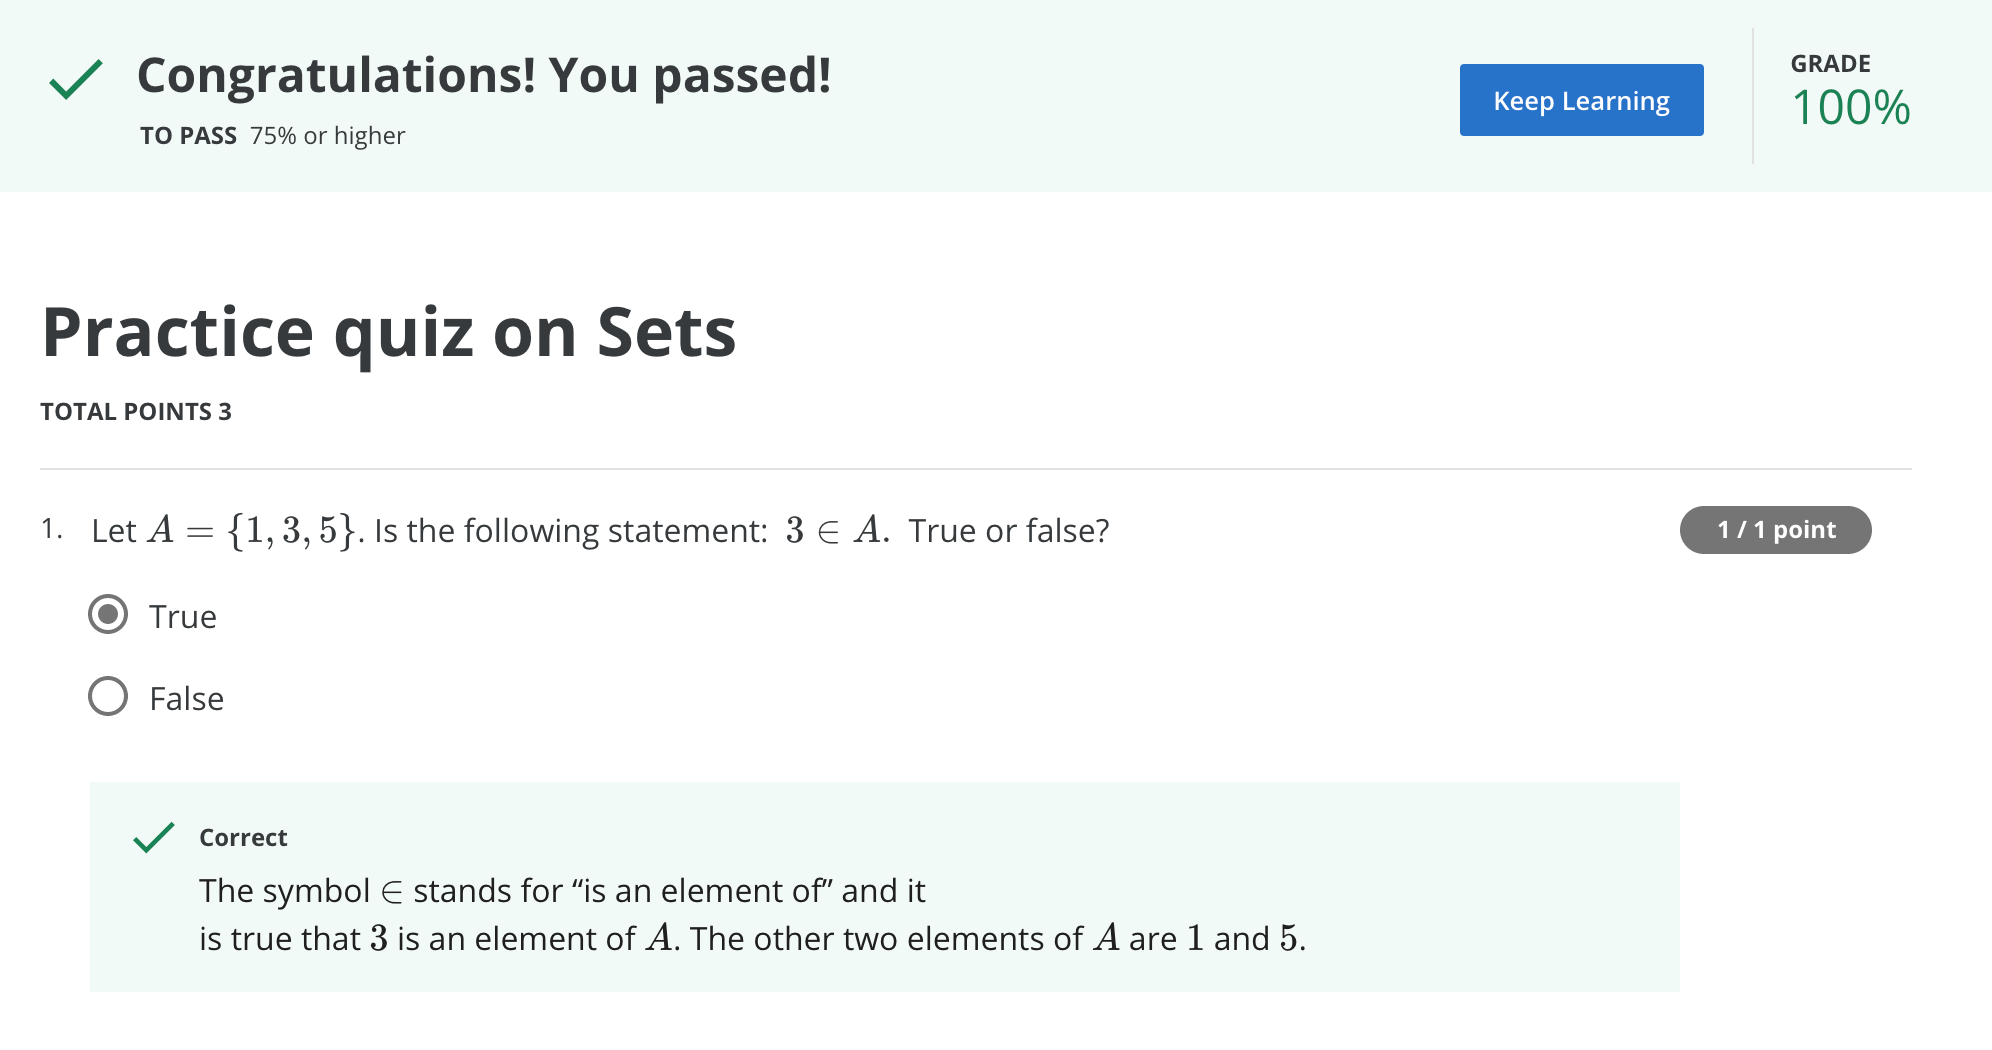 Congratulations! You passed!
TO PASS 75% or higher
Keep Learning
GRADE
100%
Practice quiz on Sets
TOTAL POINTS 3
1. Let A = {1, 3, 5}. Is the following statement: 3 ∈ A. True or false?
1 / 1 point
True
False
Correct
The symbol ∈ stands for “is an element of” and it
is true that 3 is an element of A. The other two elements of A are 1 and 5.